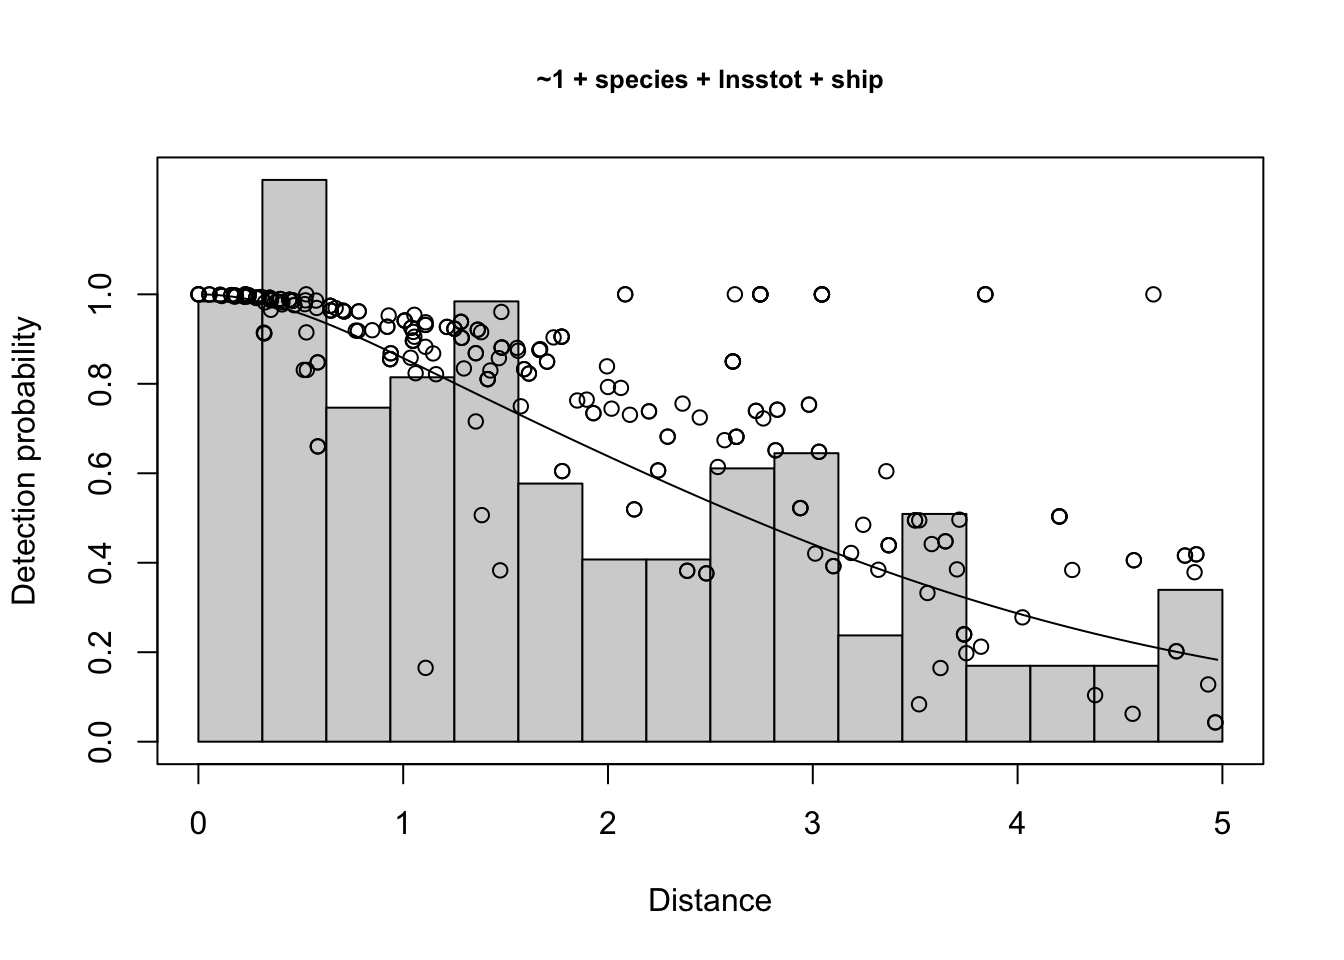 ~1 + species + lnsstot + ship
Detection probability
1.0
0.8
0.6
0.4
0.2
0.0
0 1 2 3 4 5
Distance